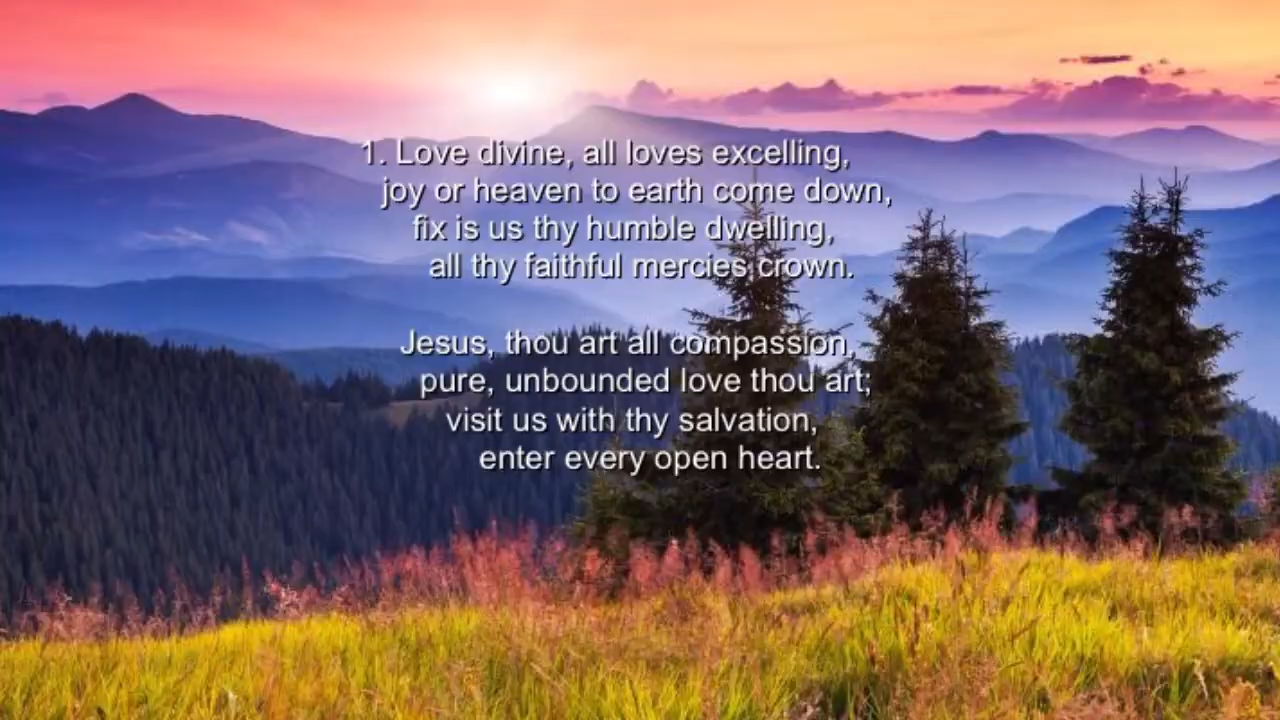 1. Love divine, all loves excelling,
joy or heaven to earth come down,
fix is us thy humble dwelling,
all thy faithful mercies crown.
Jesus, thou art all compassion,
pure, unbounded love thou art;
visit us with thy salvation,
enter every open heart.